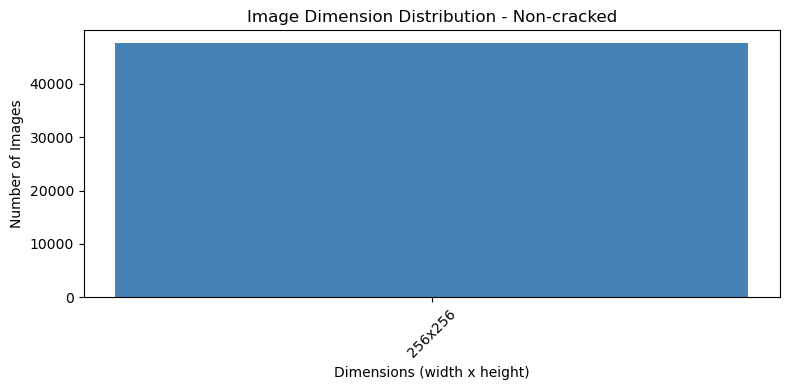 Image Dimension Distribution - Non-cracked
Number of Images
40000
30000
20000
10000
0
256x256
Dimensions (width x height)